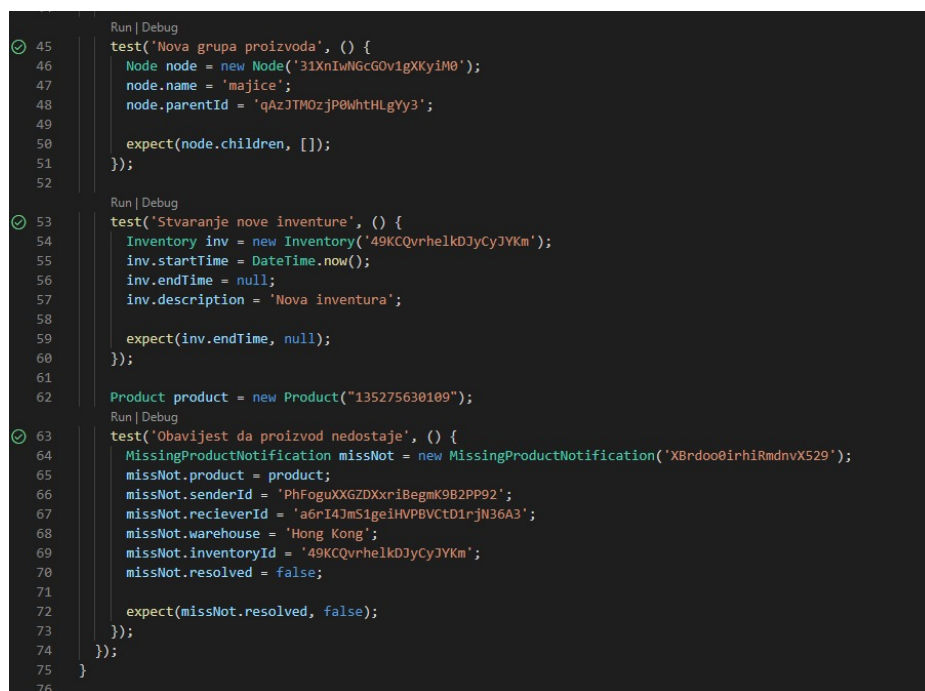 Run | Debug
45 test('Nova grupa proizvoda', () {
46 Node node = new Node('31XnIwNGcGOv1gXKyiM0');
47 node.name = 'majice';
48 node.parentId = 'qAzJTMOzjP0WhtHLgYy3';
49
50 expect(node.children, []);
51 });
52
Run | Debug
53 test('Stvaranje nove inventure', () {
54 Inventory inv = new Inventory('49KCQvrhelkDJyCyJYKm');
55 inv.startTime = DateTime.now();
56 inv.endTime = null;
57 inv.description = 'Nova inventura';
58
59 expect(inv.endTime, null);
60 });
61
62 Product product = new Product("135275630109");
Run | Debug
63 test('Obavijest da proizvod nedostaje', () {
64 MissingProductNotification missNot = new MissingProductNotification('XBrdoo0irhiRmdnvX529');
65 missNot.product = product;
66 missNot.senderId = 'PhFoguXXGZDXxriBegmK9B2PP92';
67 missNot.recieverId = 'a6rI4JmS1geiHVPBVCtD1rjN36A3';
68 missNot.warehouse = 'Hong Kong';
69 missNot.inventoryId = '49KCQvrhelkDJyCyJYKm';
70 missNot.resolved = false;
71
72 expect(missNot.resolved, false);
73 });
74 });
75 }
76